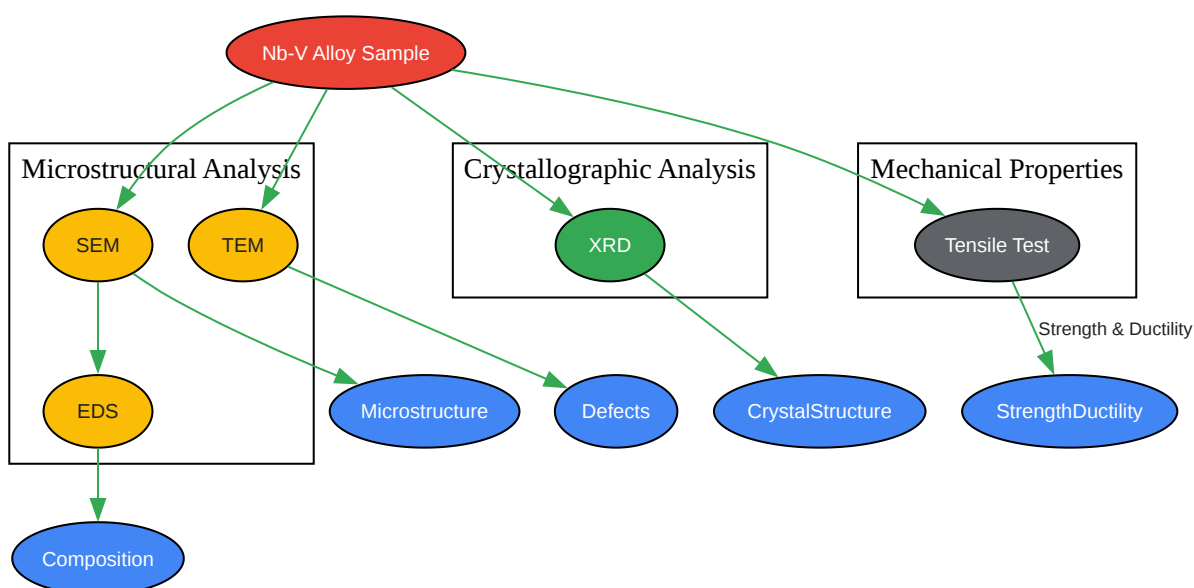 Nb-V Alloy Sample
Microstructural Analysis
Crystallographic Analysis
Mechanical Properties
SEM
TEM
XRD
Tensile Test
Strength & Ductility
EDS
Microstructure
Defects
CrystalStructure
StrengthDuctility
Composition